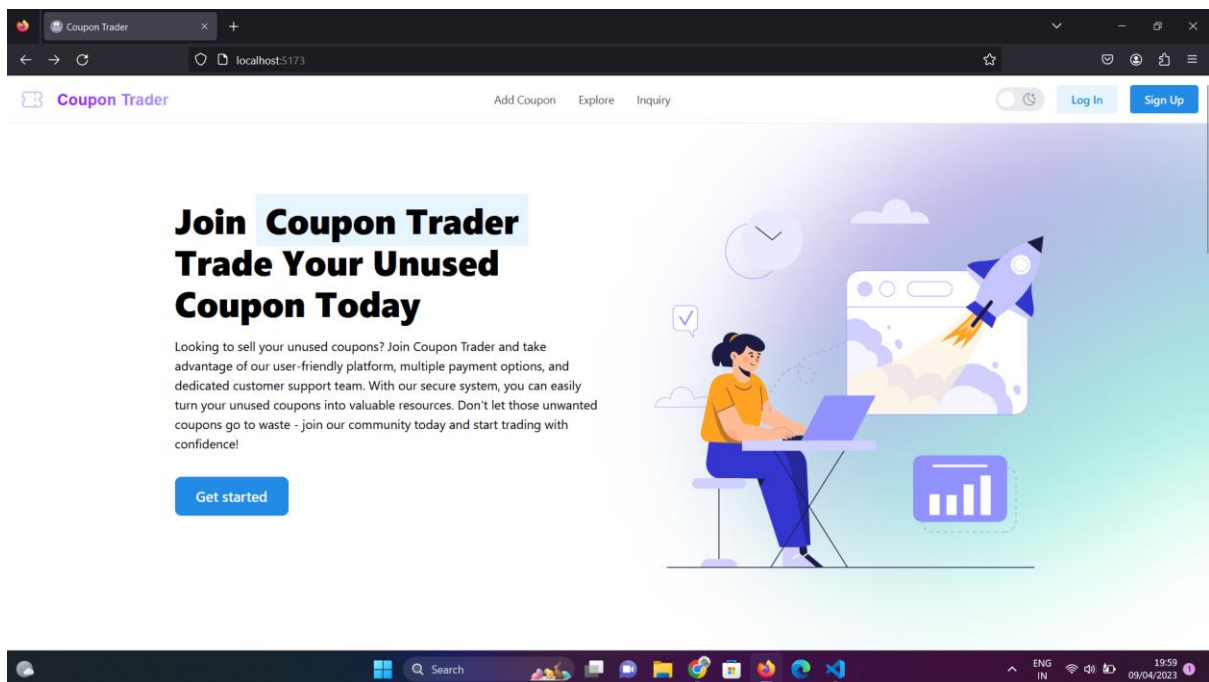 Coupon Trader
localhost:5173
Coupon Trader
Add Coupon Explore Inquiry
Log In
Sign Up
Join Coupon Trader
Trade Your Unused
Coupon Today
Looking to sell your unused coupons? Join Coupon Trader and take
advantage of our user-friendly platform, multiple payment options, and
dedicated customer support team. With our secure system, you can easily
turn your unused coupons into valuable resources. Don't let those unwanted
coupons go to waste - join our community today and start trading with
confidence!
Get started
Search
ENG
IN
19:59
09/04/2023
1